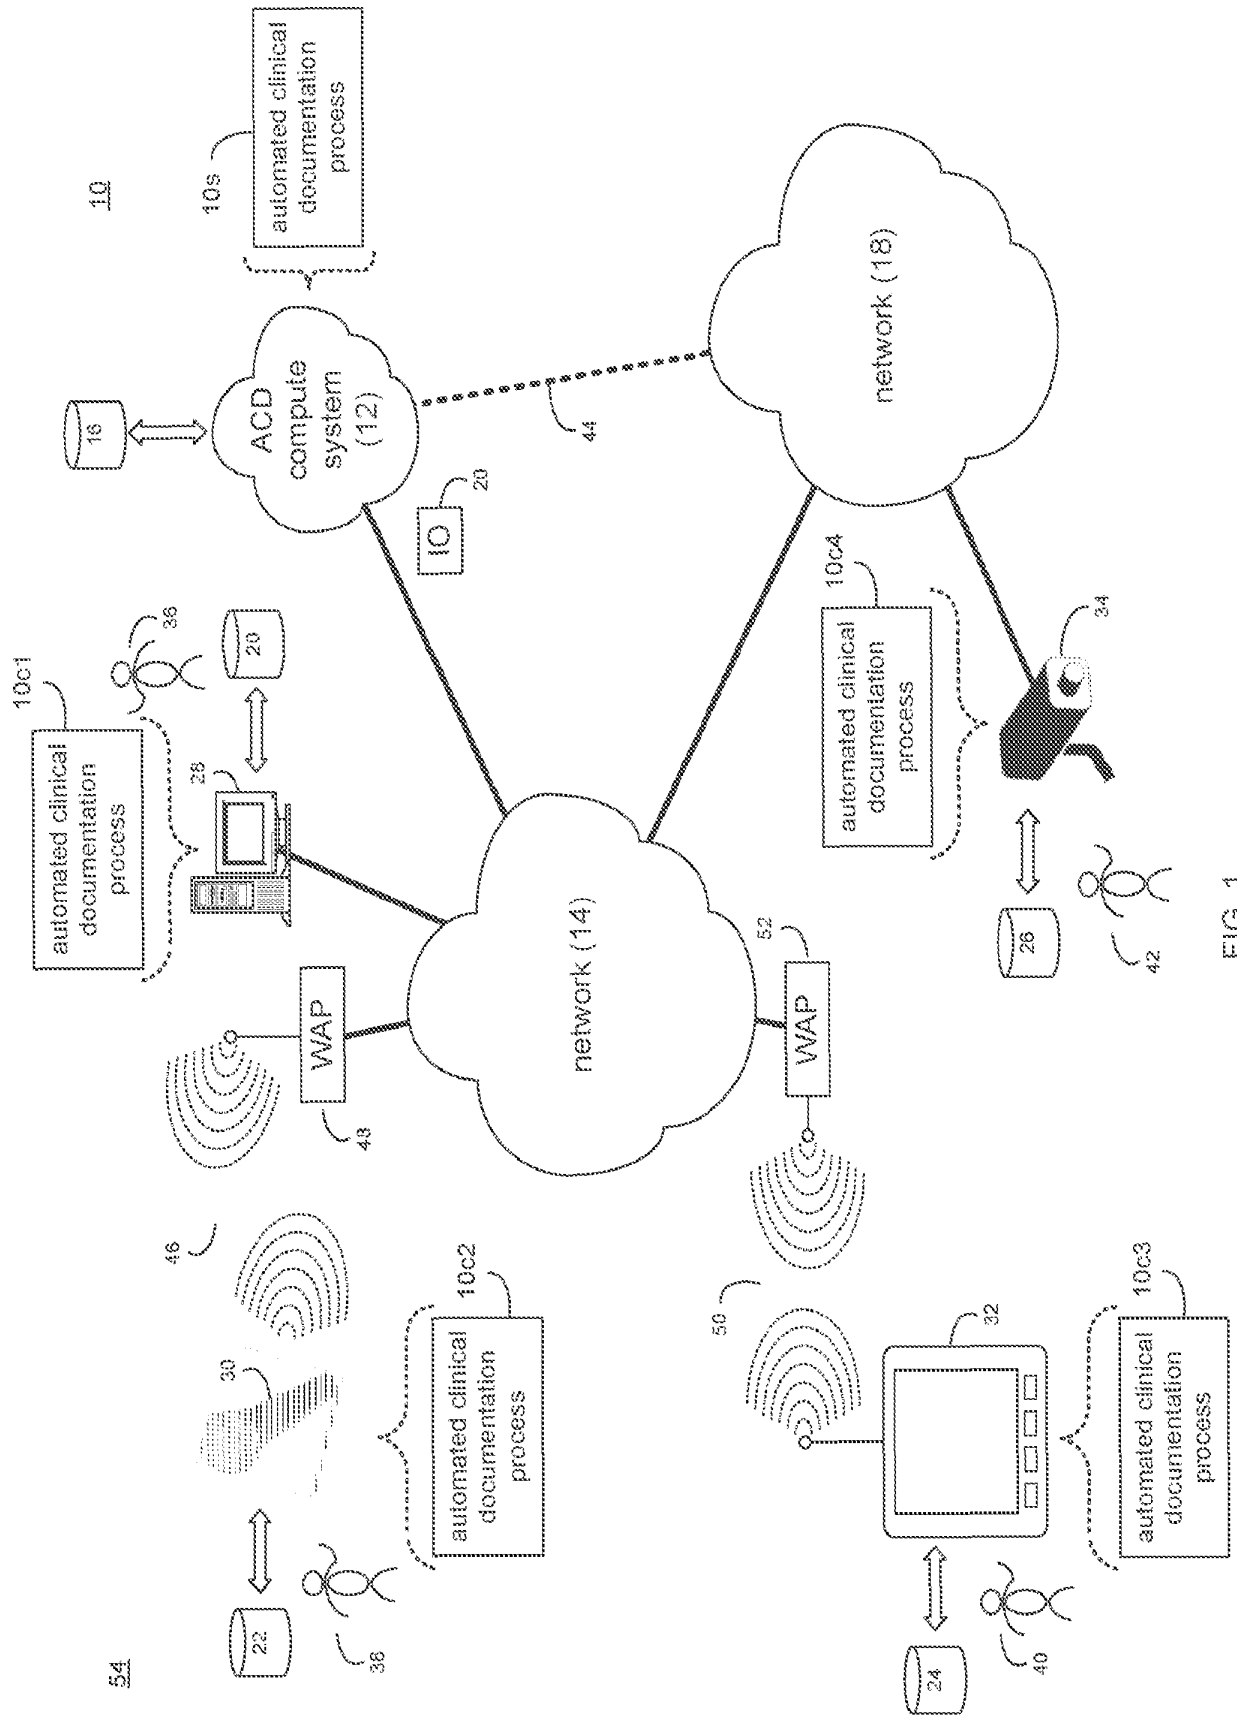 54
10
10c1
automated clinical
documentation
process
16
46
36
28
10s
30
22
20
automated clinical
documentation
process
ACD
compute
system
(12)
WAP
48
38
10c2
automated clinical
documentation
process
IO
20
44
network (14)
50
52
WAP
10c4
automated clinical
documentation
process
network (18)
24
32
26
34
40
42
10c3
automated clinical
documentation
process
FIG. 1